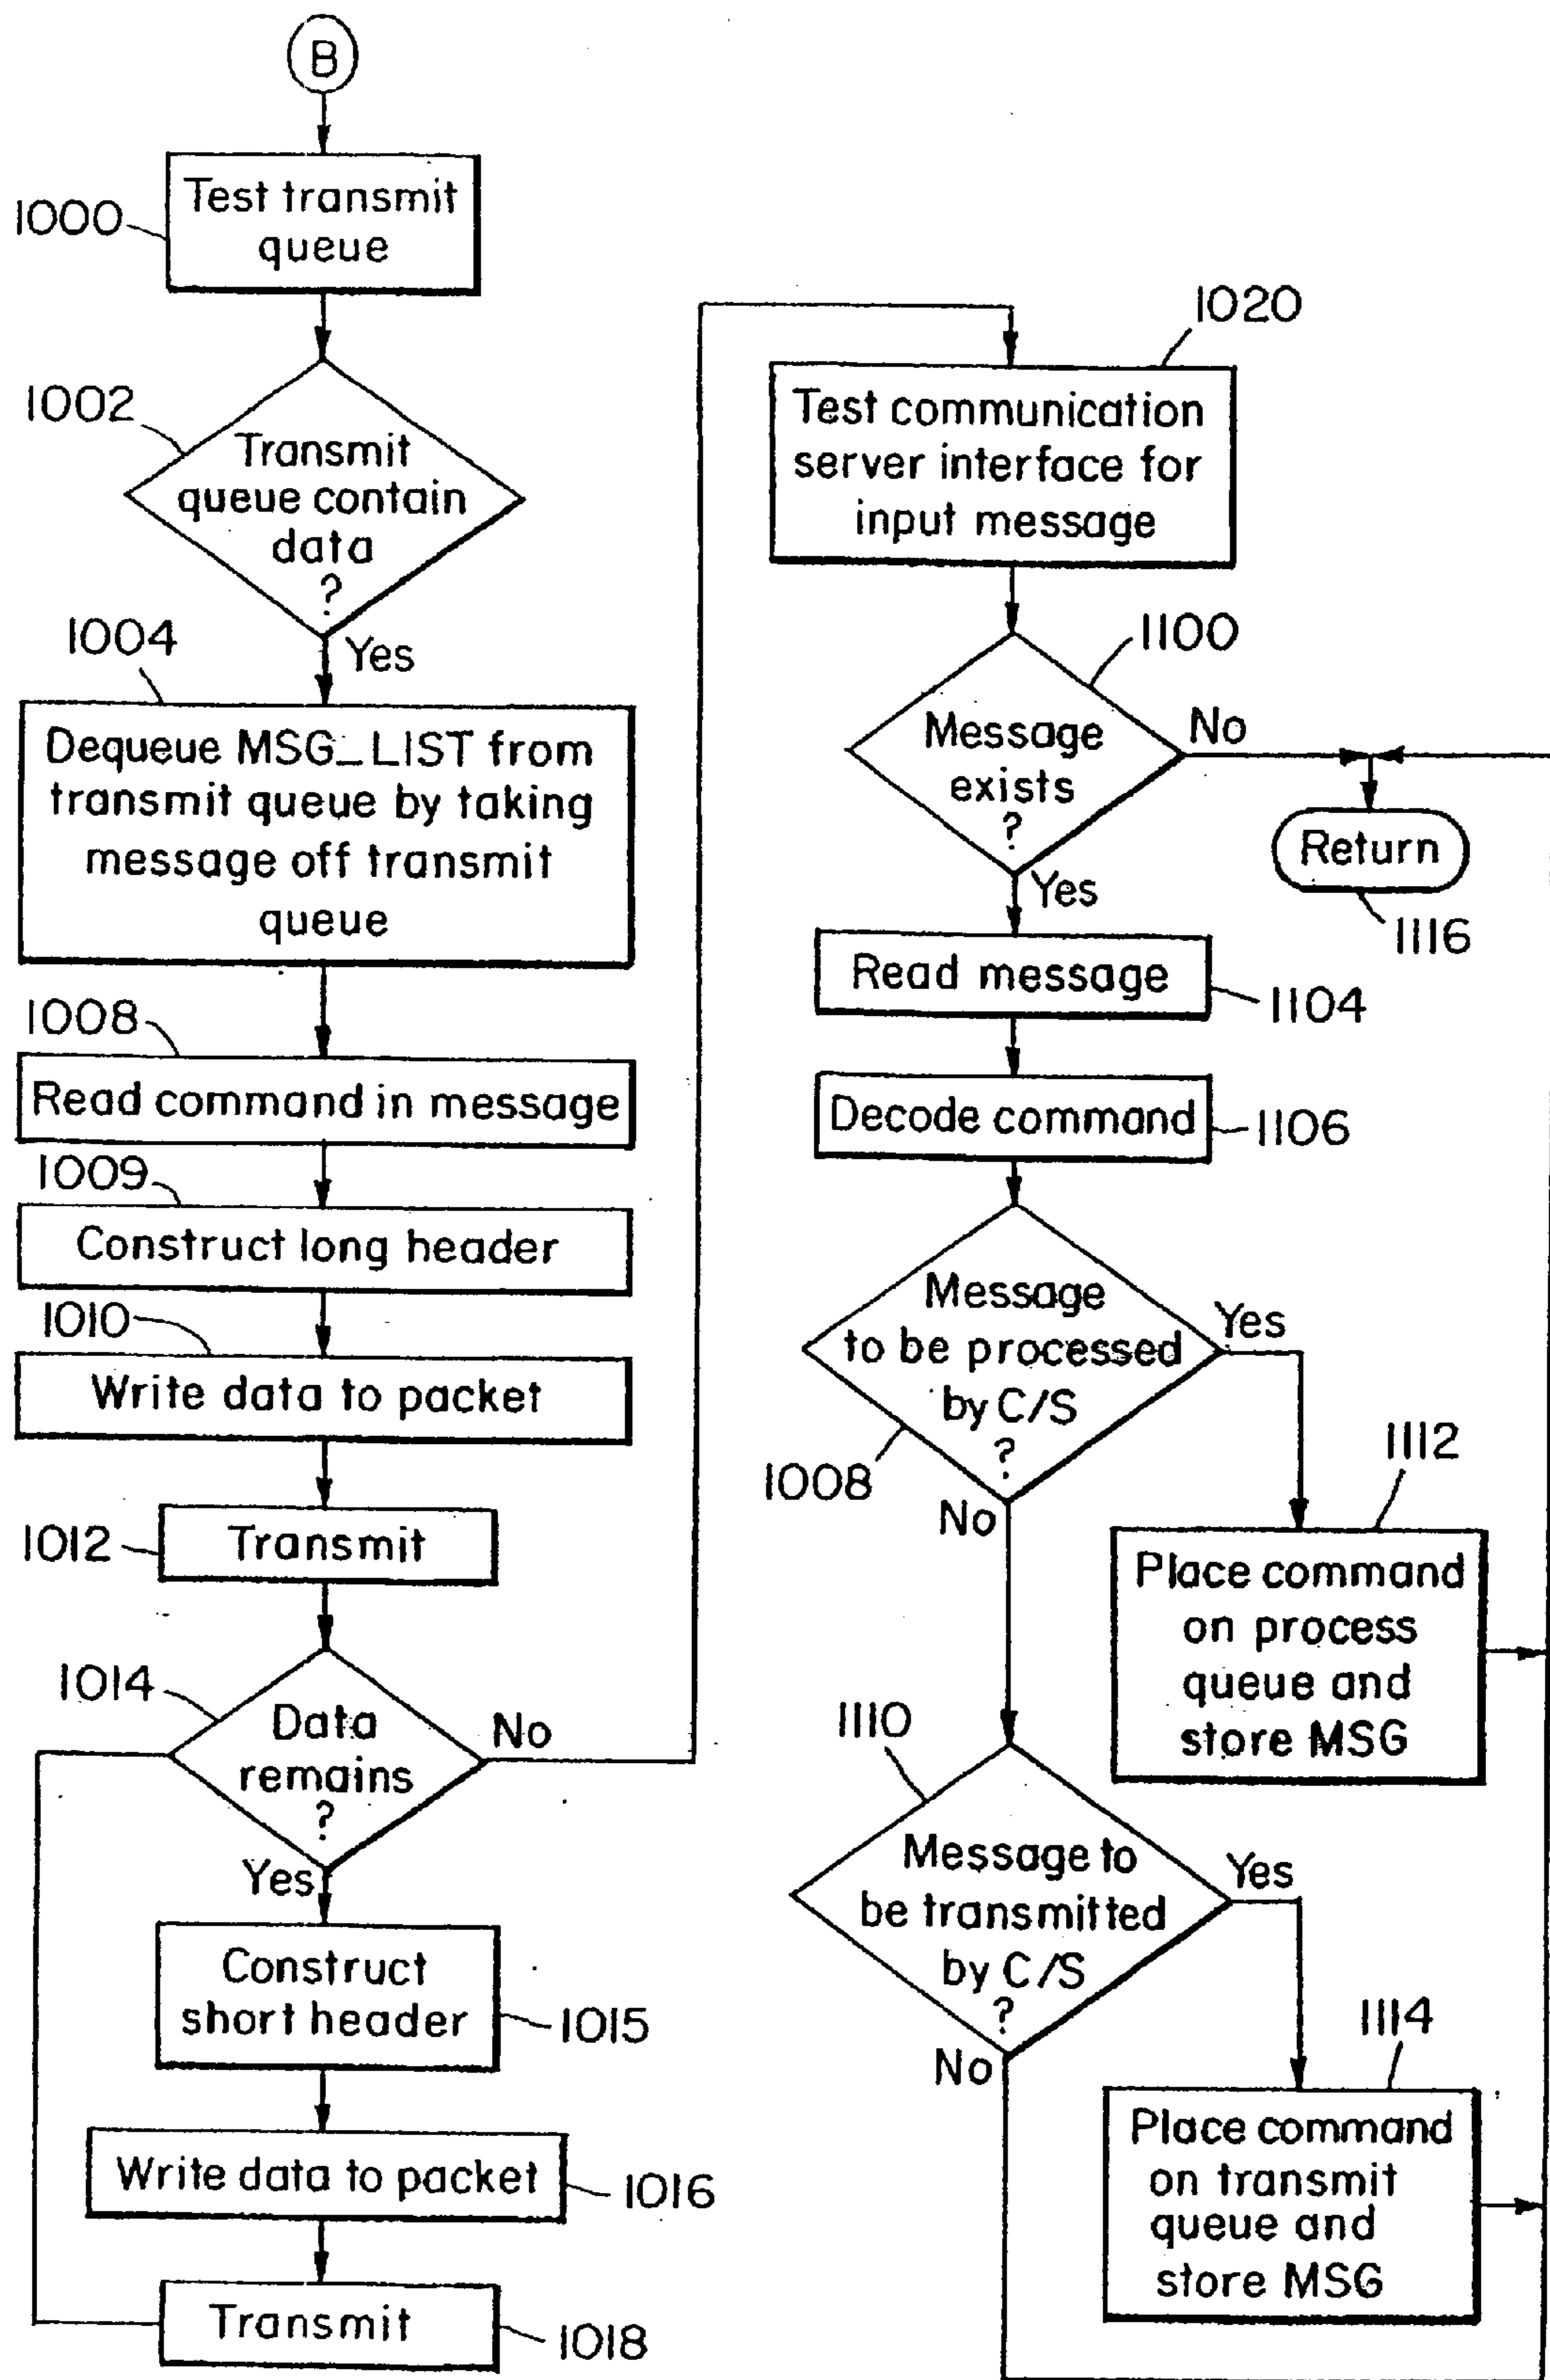 B
1000
Test transmit
queue
1002
Transmit
queue contain
data
?
Yes
1004
Dequeue MSG_LIST from
transmit queue by taking
message off transmit
queue
1008
Read command in message
1009
Construct long header
1010
Write data to packet
1012
Transmit
1014
Data
remains
?
No
Yes
Construct
short header
1015
Write data to packet
1016
Transmit
1018
1020
Test communication
server interface for
input message
1100
Message
exists
?
No
Yes
Return
1116
Read message
1104
Decode command
1106
Message
to be processed
by C/S
?
Yes
1008
No
1112
Place command
on process
queue and
store MSG
1110
Message to
be transmitted
by C/S
?
Yes
No
1114
Place command
on transmit
queue and
store MSG